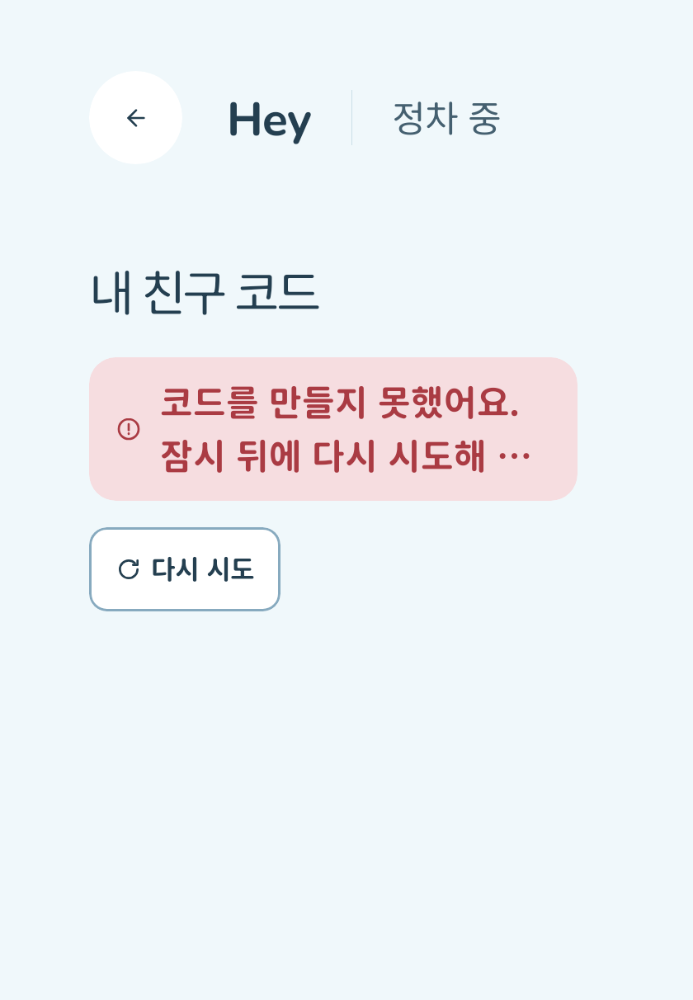 Hey
정차 중
내 친구 코드
코드를 만들지 못했어요.
잠시 뒤에 다시 시도해 …
다시 시도